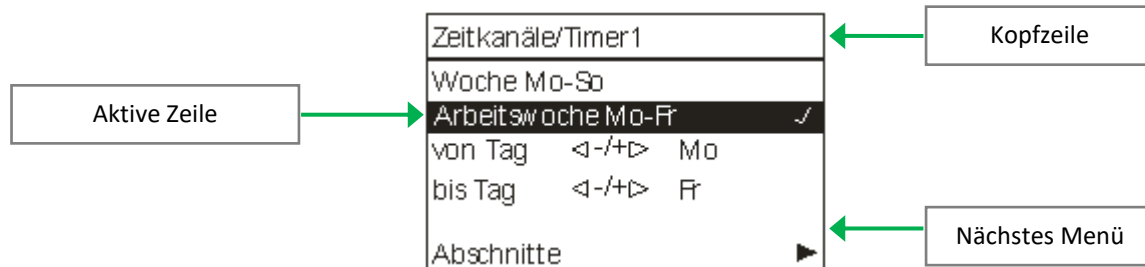 Zeitkanäle/Timer1
Kopfzeile
Woche Mo-So
Aktive Zeile
Arbeitswoche Mo-Fr ✓
von Tag ◁-/+▷ Mo
bis Tag ◁-/+▷ Fr
Nächstes Menü
Abschnitte ▶